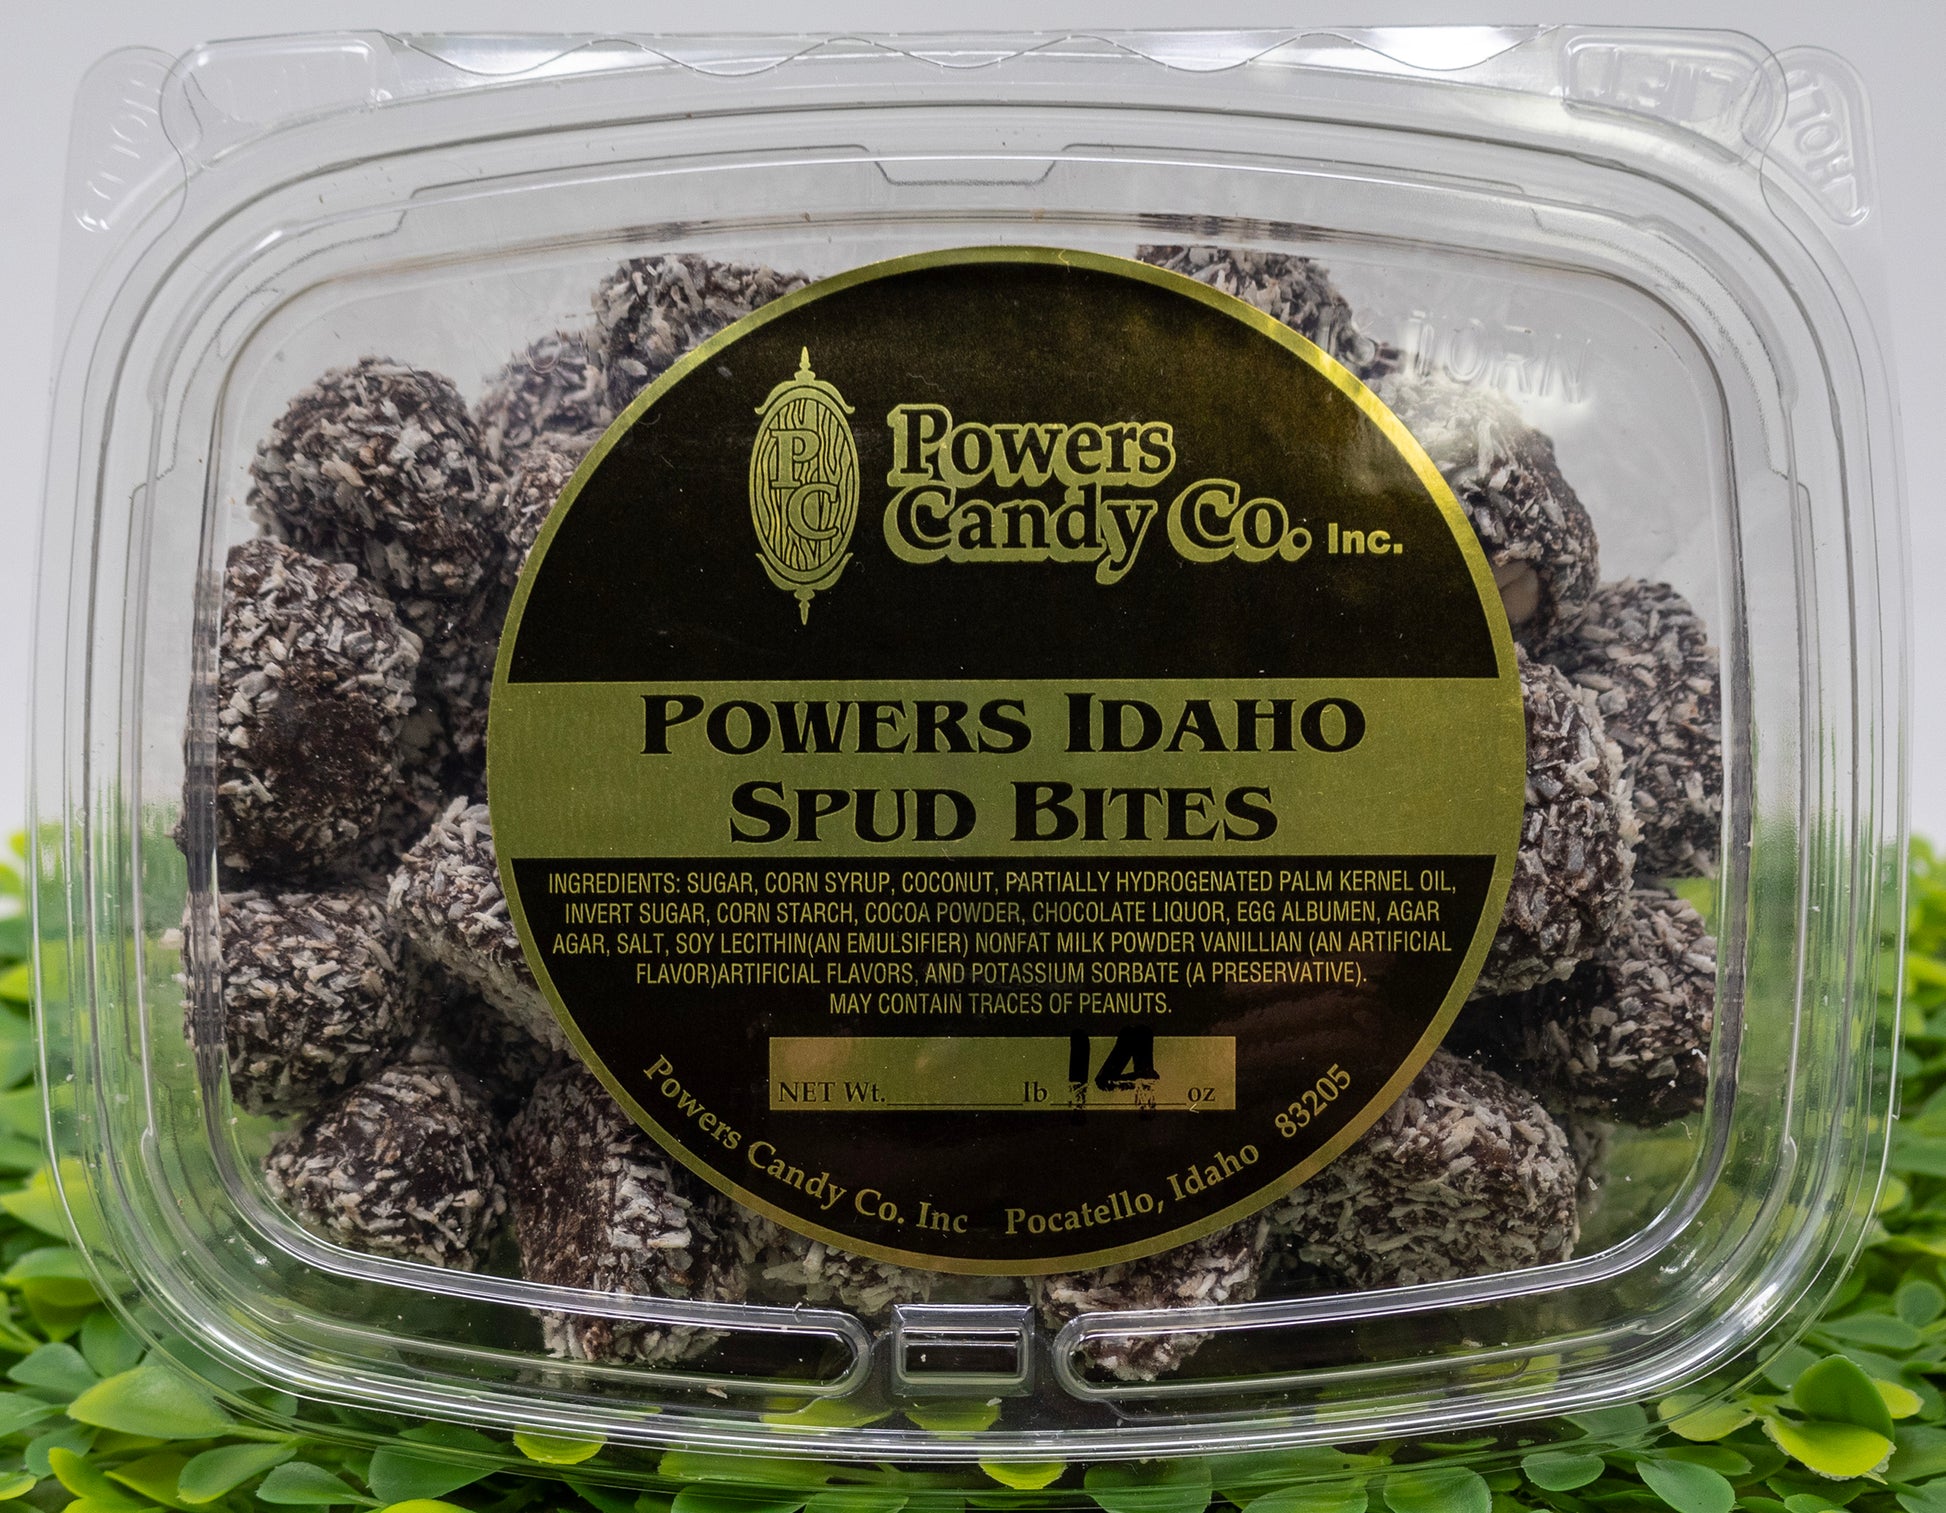 P
C
Powers
Candy Co. Inc.
POWERS IDAHO
SPUD BITES
INGREDIENTS: SUGAR, CORN SYRUP, COCONUT, PARTIALLY HYDROGENATED PALM KERNEL OIL,
INVERT SUGAR, CORN STARCH, COCOA POWDER, CHOCOLATE LIQUOR, EGG ALBUMEN, AGAR
AGAR, SALT, SOY LECITHIN(AN EMULSIFIER) NONFAT MILK POWDER VANILLIAN (AN ARTIFICIAL
FLAVOR)ARTIFICIAL FLAVORS, AND POTASSIUM SORBATE (A PRESERVATIVE).
MAY CONTAIN TRACES OF PEANUTS.
NET Wt. lb 14 oz
Powers Candy Co. Inc Pocatello, Idaho 83205